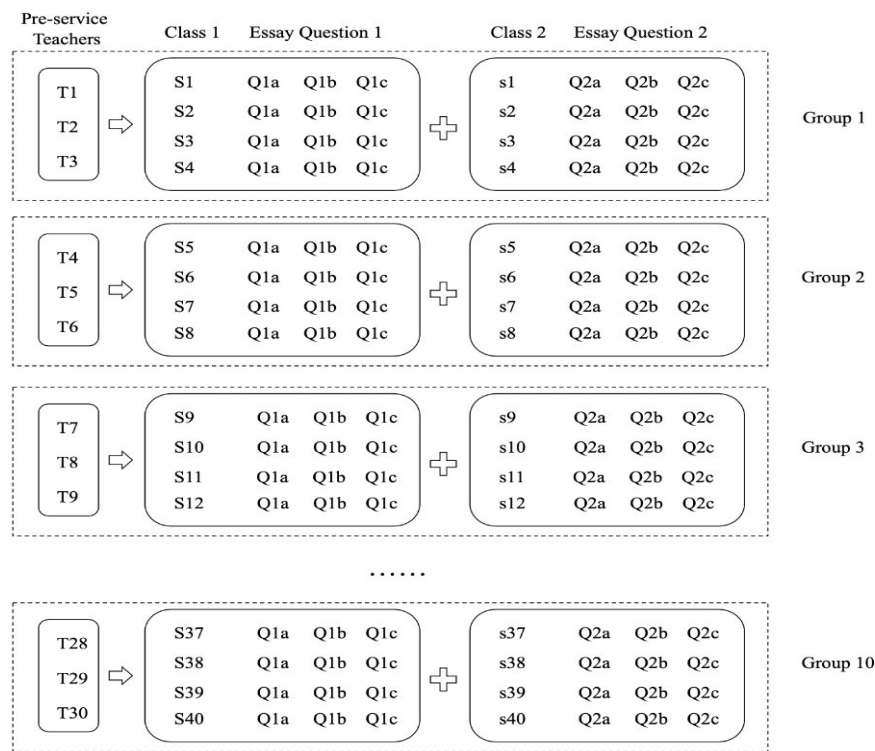 Pre-service
Teachers
Class 1 Essay Question 1
Class 2 Essay Question 2
T1
T2
T3
S1 Q1a Q1b Q1c
S2 Q1a Q1b Q1c
S3 Q1a Q1b Q1c
S4 Q1a Q1b Q1c
s1 Q2a Q2b Q2c
s2 Q2a Q2b Q2c
s3 Q2a Q2b Q2c
s4 Q2a Q2b Q2c
Group 1
T4
T5
T6
S5 Q1a Q1b Q1c
S6 Q1a Q1b Q1c
S7 Q1a Q1b Q1c
S8 Q1a Q1b Q1c
s5 Q2a Q2b Q2c
s6 Q2a Q2b Q2c
s7 Q2a Q2b Q2c
s8 Q2a Q2b Q2c
Group 2
T7
T8
T9
S9 Q1a Q1b Q1c
S10 Q1a Q1b Q1c
S11 Q1a Q1b Q1c
S12 Q1a Q1b Q1c
s9 Q2a Q2b Q2c
s10 Q2a Q2b Q2c
s11 Q2a Q2b Q2c
s12 Q2a Q2b Q2c
Group 3
......
T28
T29
T30
S37 Q1a Q1b Q1c
S38 Q1a Q1b Q1c
S39 Q1a Q1b Q1c
S40 Q1a Q1b Q1c
s37 Q2a Q2b Q2c
s38 Q2a Q2b Q2c
s39 Q2a Q2b Q2c
s40 Q2a Q2b Q2c
Group 10